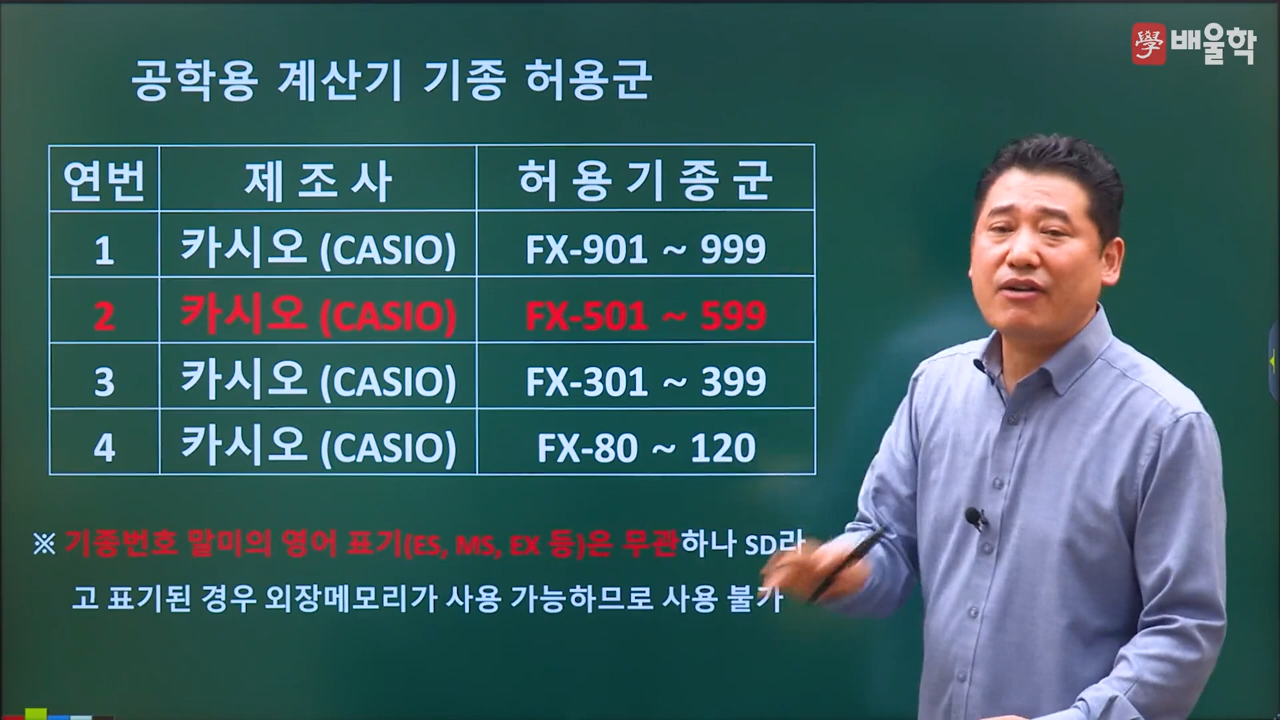 學 배울학
공학용 계산기 기종 허용군
연번 제 조 사 허 용 기 종 군
1 카시오 (CASIO) FX-901 ~ 999
2 카시오 (CASIO) FX-501 ~ 599
3 카시오 (CASIO) FX-301 ~ 399
4 카시오 (CASIO) FX-80 ~ 120
※ 기종번호 말미의 영어 표기(ES, MS, EX 등)은 무관하나 SD라
고 표기된 경우 외장메모리가 사용 가능하므로 사용 불가